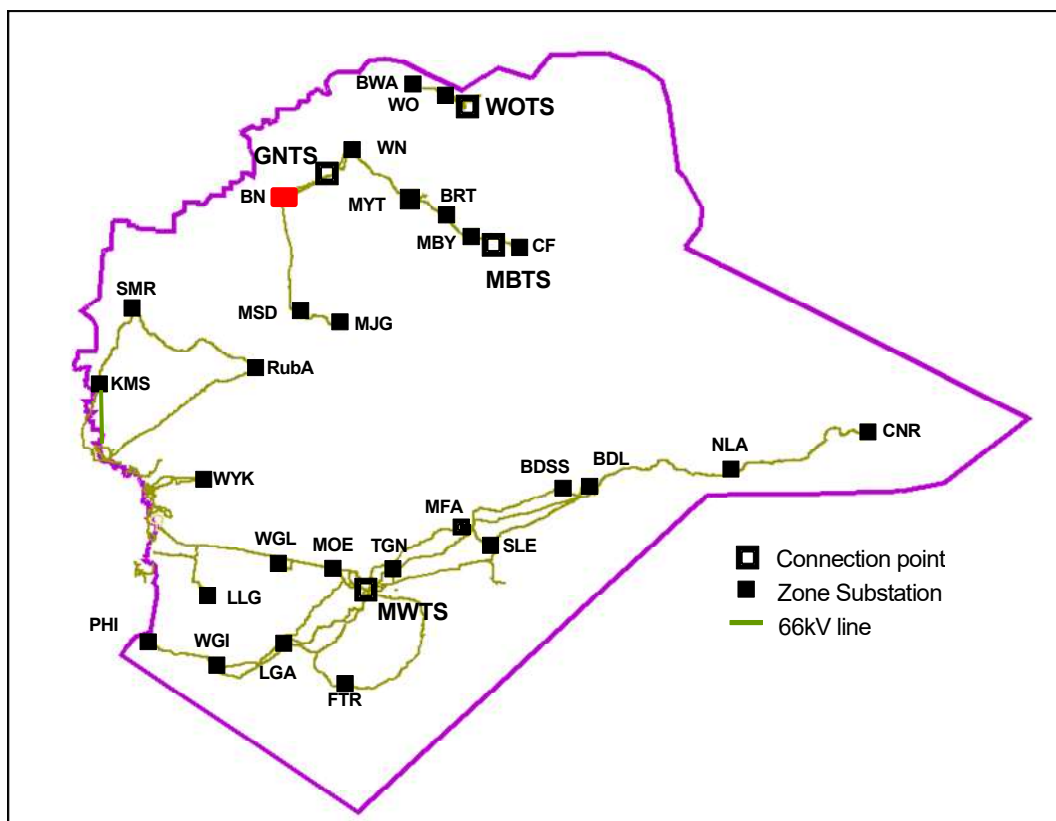 BWA
WO
WOTS
GNTS
WN
BN
MYT
BRT
MBY
CF
MBTS
SMR
MSD
MJG
RubA
KMS
CNR
NLA
BDSS
BDL
WYK
MFA
WGL
MOE
TGN
SLE
LLG
MWTS
PHI
WGI
LGA
FTR
Connection point
Zone Substation
66kV line